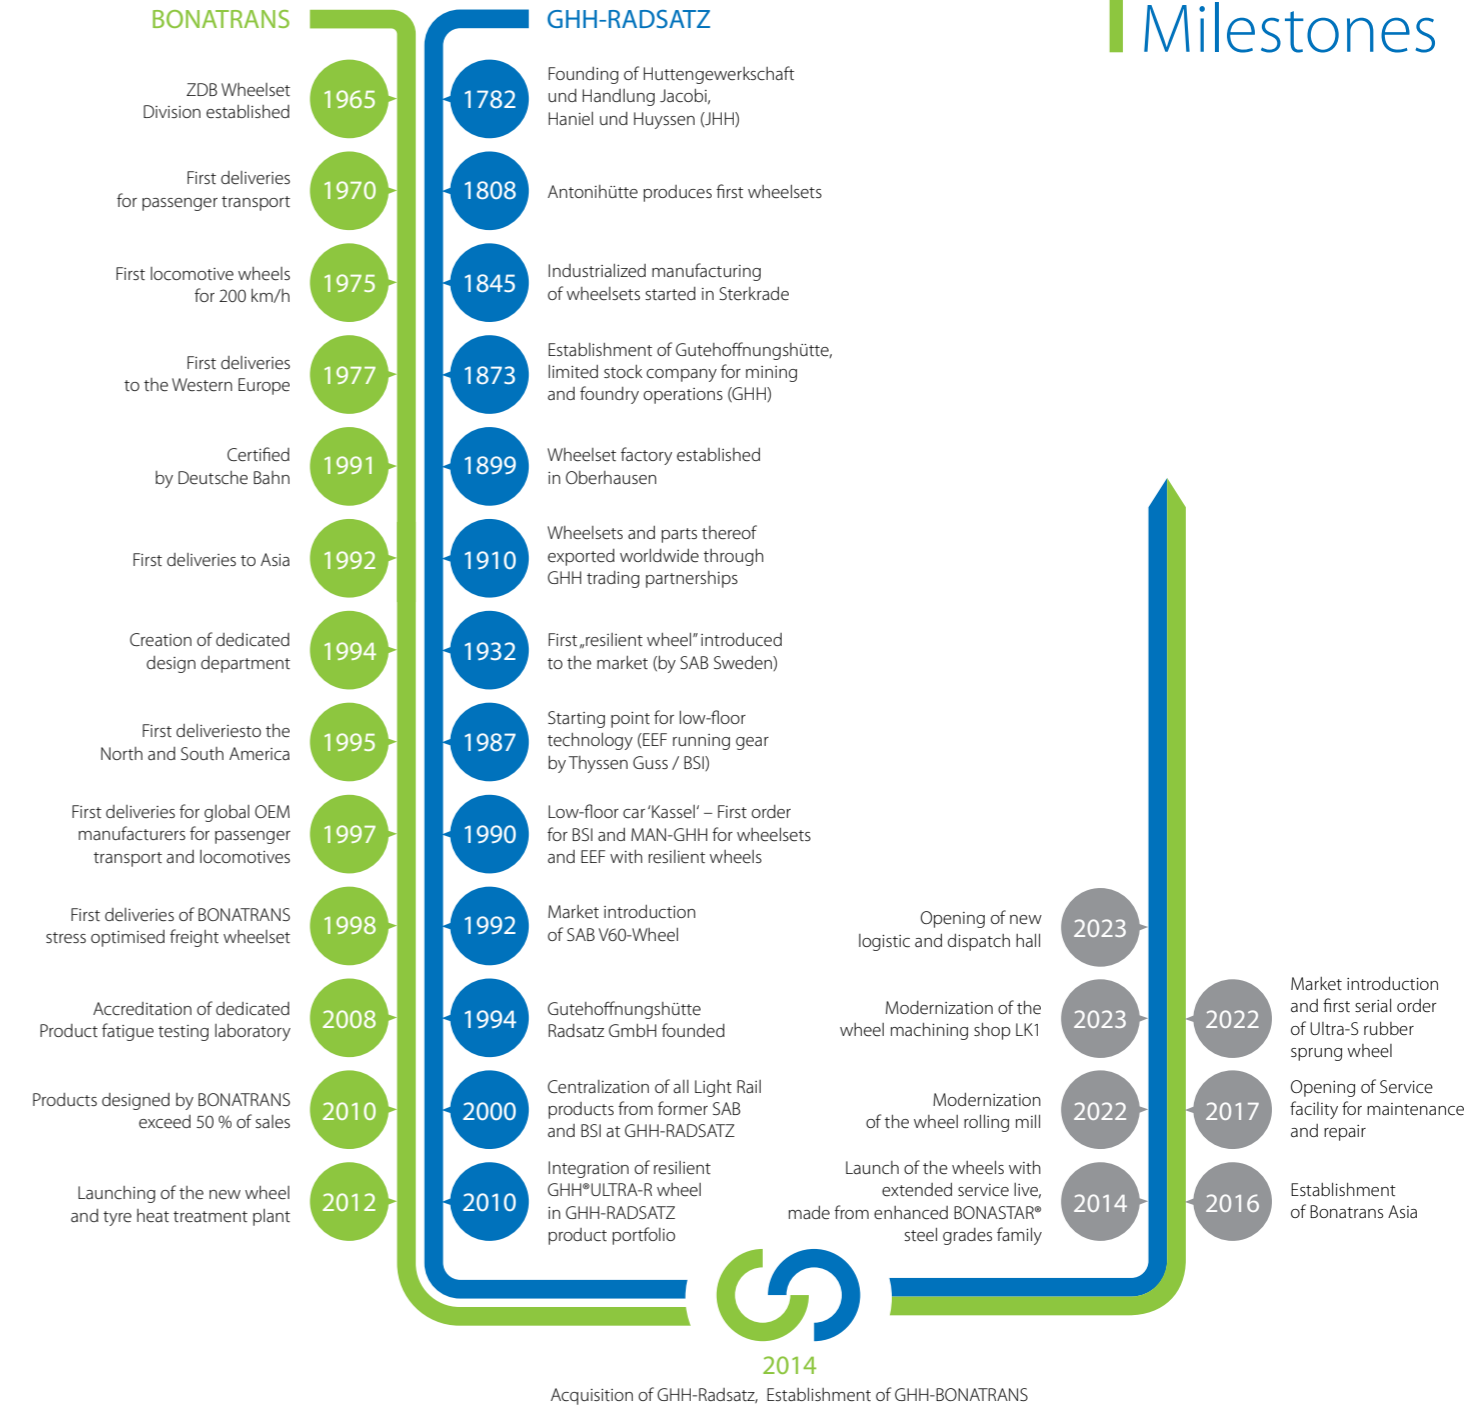 Milestones
BONATRANS
ZDB Wheelset
Division established
1965
First deliveries
for passenger transport
1970
First locomotive wheels
for 200 km/h
1975
First deliveries
to the Western Europe
1977
Certified
by Deutsche Bahn
1991
First deliveries to Asia
1992
Creation of dedicated
design department
1994
First deliveriesto the
North and South America
1995
First deliveries for global OEM
manufacturers for passenger
transport and locomotives
1997
First deliveries of BONATRANS
stress optimised freight wheelset
1998
Accreditation of dedicated
Product fatigue testing laboratory
2008
Products designed by BONATRANS
exceed 50 % of sales
2010
Launching of the new wheel
and tyre heat treatment plant
2012
GHH-RADSATZ
1782
Founding of Huttengewerkschaft
und Handlung Jacobi,
Haniel und Huyssen (JHH)
1808
Antonihütte produces first wheelsets
1845
Industrialized manufacturing
of wheelsets started in Sterkrade
1873
Establishment of Gutehoffnungshütte,
limited stock company for mining
and foundry operations (GHH)
1899
Wheelset factory established
in Oberhausen
1910
Wheelsets and parts thereof
exported worldwide through
GHH trading partnerships
1932
First „resilient wheel” introduced
to the market (by SAB Sweden)
1987
Starting point for low-floor
technology (EEF running gear
by Thyssen Guss / BSI)
1990
Low-floor car ‘Kassel‘ – First order
for BSI and MAN-GHH for wheelsets
and EEF with resilient wheels
1992
Market introduction
of SAB V60-Wheel
1994
Gutehoffnungshütte
Radsatz GmbH founded
2000
Centralization of all Light Rail
products from former SAB
and BSI at GHH-RADSATZ
2010
Integration of resilient
GHH®ULTRA-R wheel
in GHH-RADSATZ
product portfolio
2014
Acquisition of GHH-Radsatz, Establishment of GHH-BONATRANS
Opening of new
logistic and dispatch hall
2023
Modernization of the
wheel machining shop LK1
2023
Modernization
of the wheel rolling mill
2022
Launch of the wheels with
extended service live,
made from enhanced BONASTAR®
steel grades family
2014
2022
Market introduction
and first serial order
of Ultra-S rubber
sprung wheel
2017
Opening of Service
facility for maintenance
and repair
2016
Establishment
of Bonatrans Asia